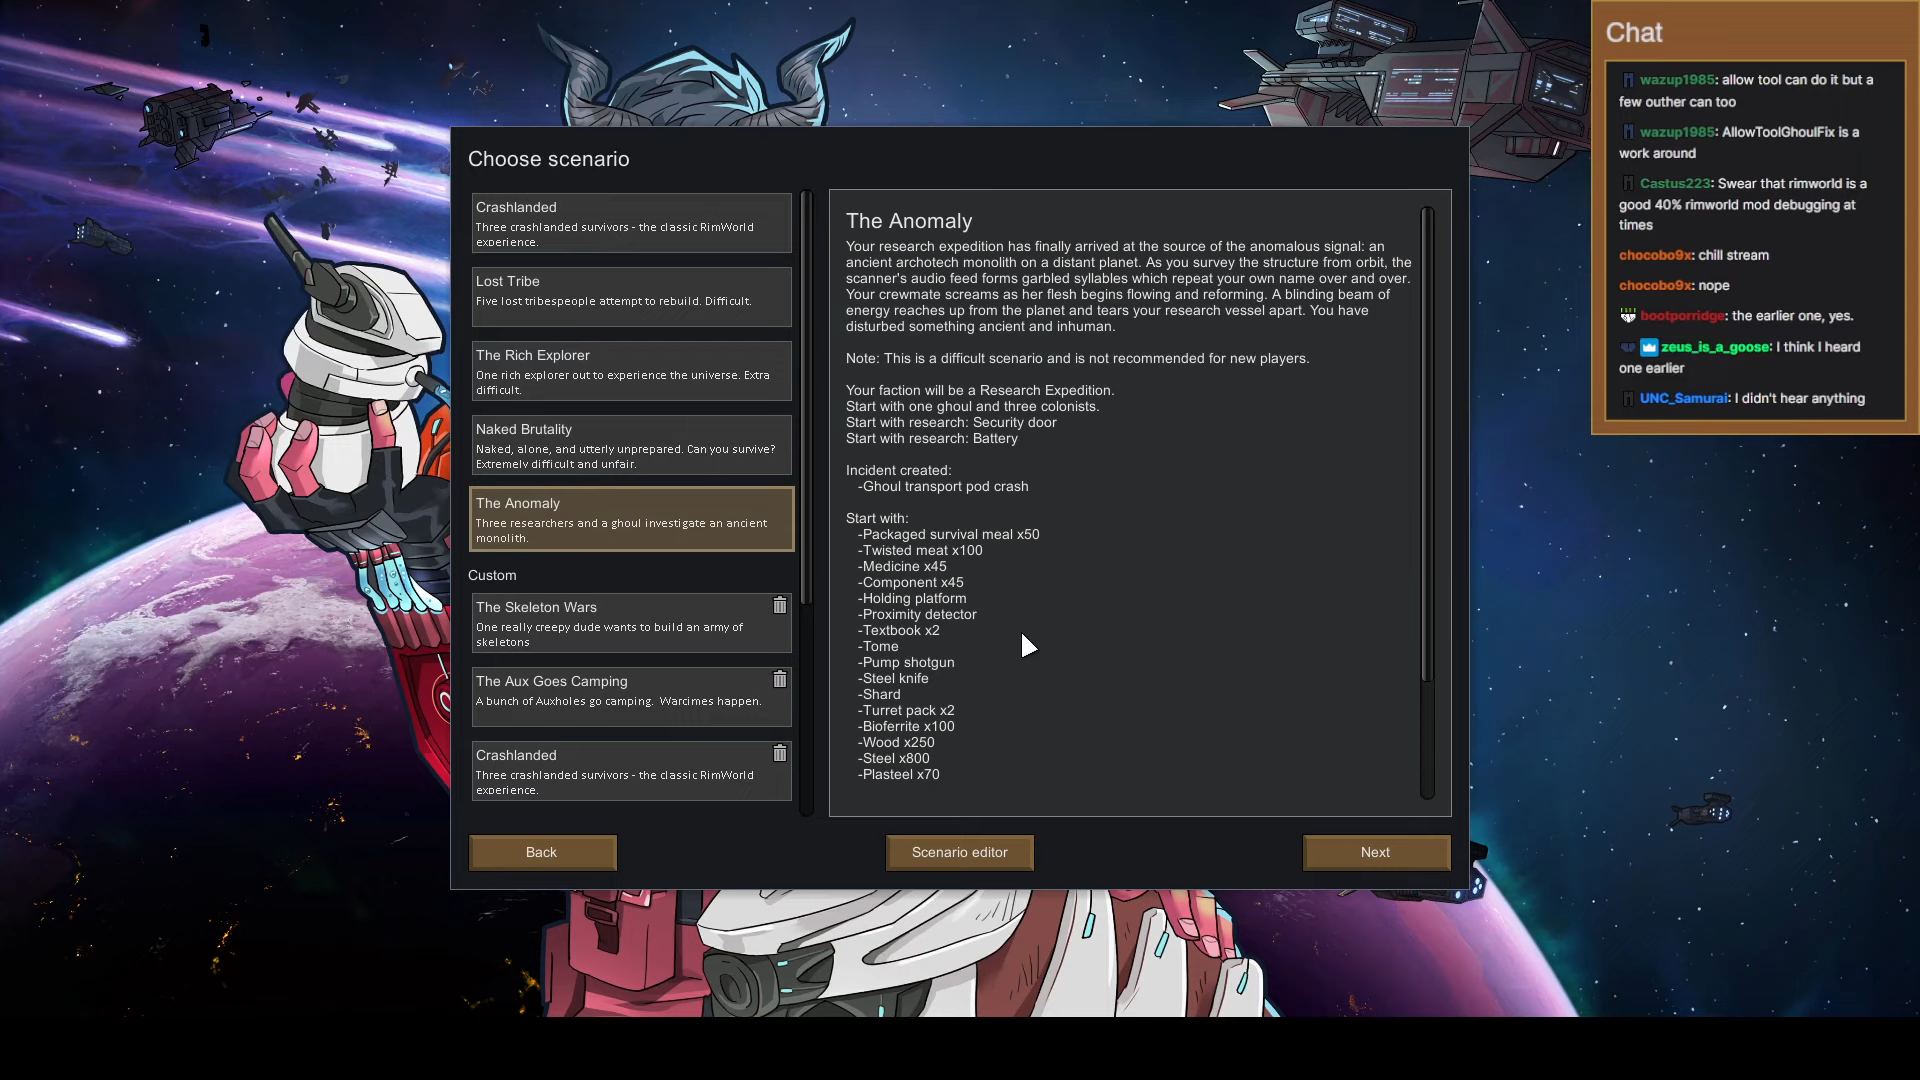 Choose scenario
Crashlanded
Three crashlanded survivors - the classic RimWorld
experience.
Lost Tribe
Five lost tribespeople attempt to rebuild. Difficult.
The Rich Explorer
One rich explorer out to experience the universe. Extra
difficult.
Naked Brutality
Naked, alone, and utterly unprepared. Can you survive?
Extremely difficult and unfair.
The Anomaly
Three researchers and a ghoul investigate an ancient
monolith.
Custom
The Skeleton Wars
One really creepy dude wants to build an army of
skeletons
The Aux Goes Camping
A bunch of Auxholes go camping.  Warcimes happen.
Crashlanded
Three crashlanded survivors - the classic RimWorld
experience.
The Anomaly
Your research expedition has finally arrived at the source of the anomalous signal: an
ancient archotech monolith on a distant planet. As you survey the structure from orbit, the
scanner's audio feed forms garbled syllables which repeat your own name over and over.
Your crewmate screams as her flesh begins flowing and reforming. A blinding beam of
energy reaches up from the planet and tears your research vessel apart. You have
disturbed something ancient and inhuman.
Note: This is a difficult scenario and is not recommended for new players.
Your faction will be a Research Expedition.
Start with one ghoul and three colonists.
Start with research: Security door
Start with research: Battery
Incident created:
-Ghoul transport pod crash
Start with:
-Packaged survival meal x50
-Twisted meat x100
-Medicine x45
-Component x45
-Holding platform
-Proximity detector
-Textbook x2
-Tome
-Pump shotgun
-Steel knife
-Shard
-Turret pack x2
-Bioferrite x100
-Wood x250
-Steel x800
-Plasteel x70
Back
Scenario editor
Next
Chat
wazup1985: allow tool can do it but a
few outher can too
wazup1985: AllowToolGhoulFix is a
work around
Castus223: Swear that rimworld is a
good 40% rimworld mod debugging at
times
chocobo9x: chill stream
chocobo9x: nope
bootporridge: the earlier one, yes.
zeus_is_a_goose: I think I heard
one earlier
UNC_Samurai: I didn't hear anything